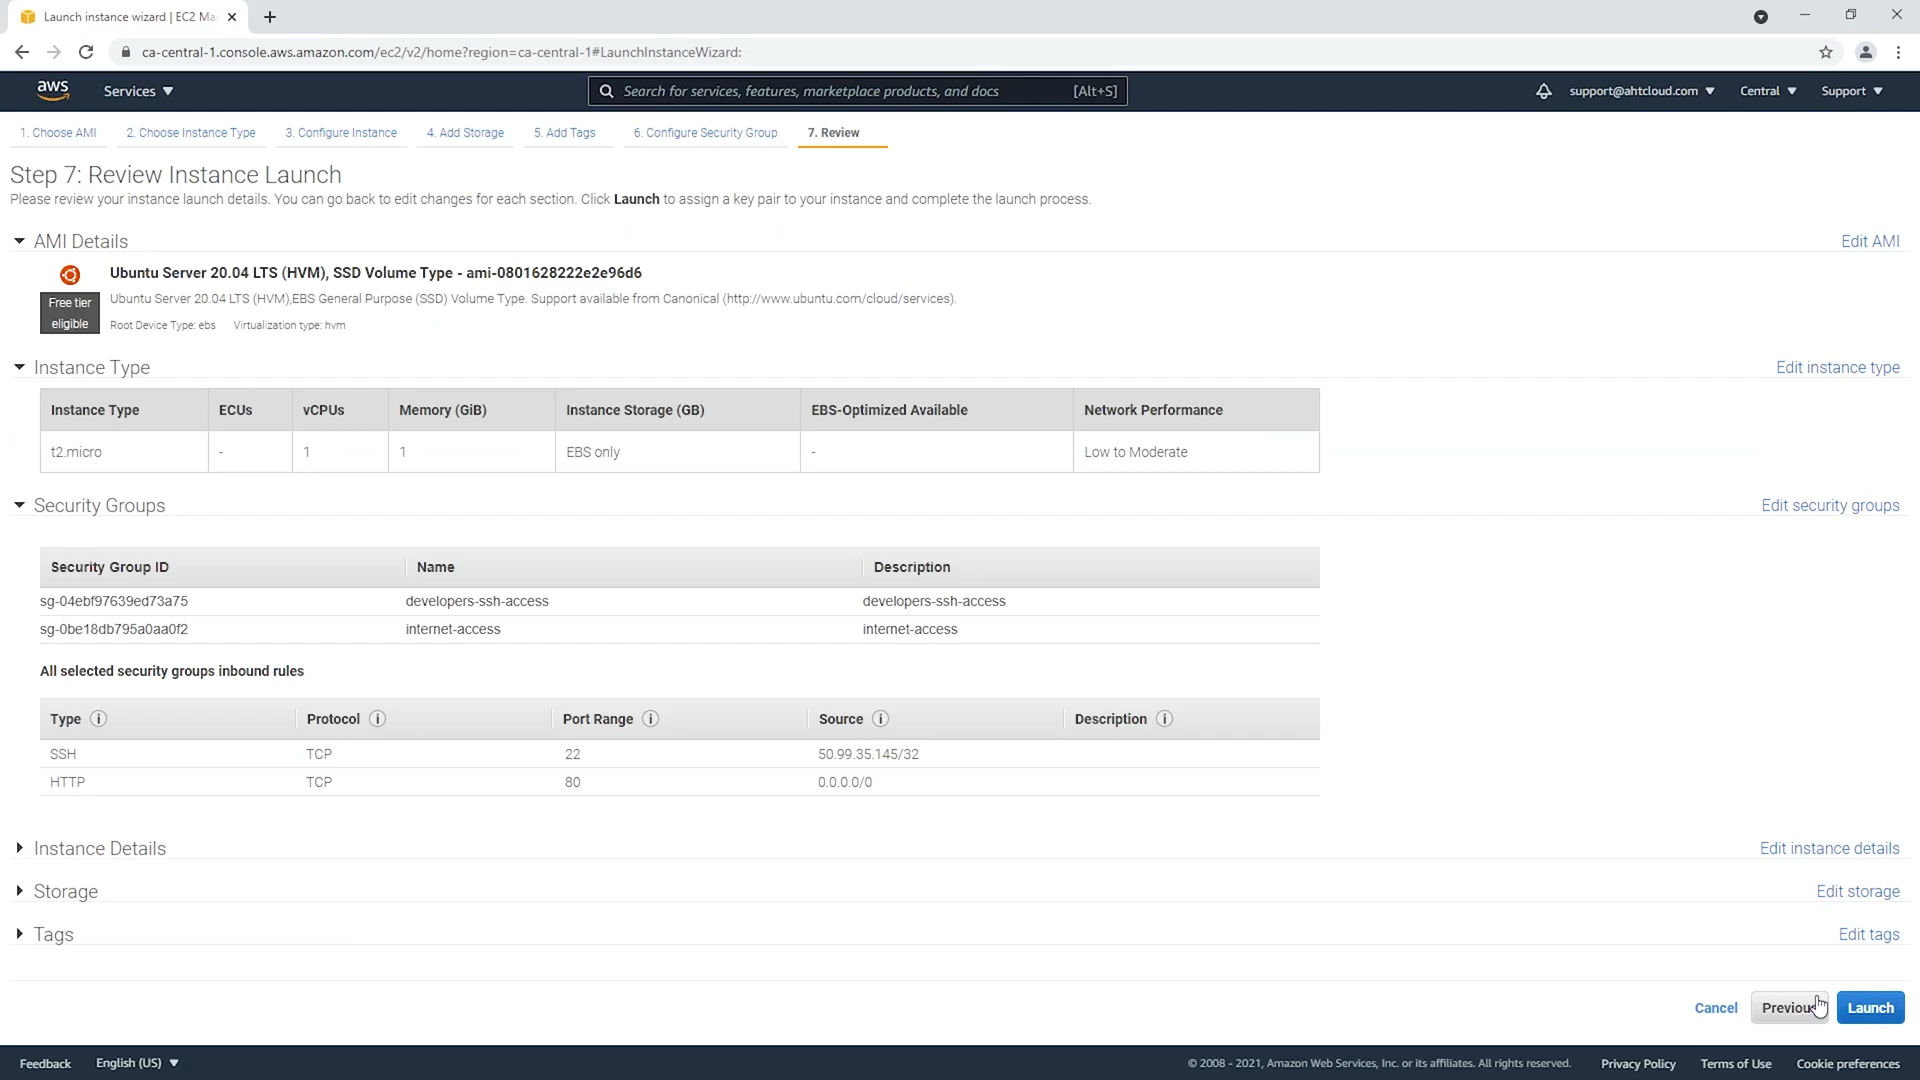 Launch instance wizard | EC2 Ma
ca-central-1.console.aws.amazon.com/ec2/v2/home?region=ca-central-1#LaunchInstanceWizard:
aws Services Search for services, features, marketplace products, and docs [Alt+S] support@ahtcloud.com Central Support
1. Choose AMI 2. Choose Instance Type 3. Configure Instance 4. Add Storage 5. Add Tags 6. Configure Security Group 7. Review
Step 7: Review Instance Launch
Please review your instance launch details. You can go back to edit changes for each section. Click Launch to assign a key pair to your instance and complete the launch process.
AMI Details Edit AMI
Ubuntu Server 20.04 LTS (HVM), SSD Volume Type - ami-0801628222e2e96d6
Free tier eligible
Ubuntu Server 20.04 LTS (HVM),EBS General Purpose (SSD) Volume Type. Support available from Canonical (http://www.ubuntu.com/cloud/services).
Root Device Type: ebs Virtualization type: hvm
Instance Type Edit instance type
Instance Type ECUs vCPUs Memory (GiB) Instance Storage (GB) EBS-Optimized Available Network Performance
t2.micro - 1 1 EBS only - Low to Moderate
Security Groups Edit security groups
Security Group ID Name Description
sg-04ebf97639ed73a75 developers-ssh-access developers-ssh-access
sg-0be18db795a0aa0f2 internet-access internet-access
All selected security groups inbound rules
Type Protocol Port Range Source Description
SSH TCP 22 50.99.35.145/32
HTTP TCP 80 0.0.0.0/0
Instance Details Edit instance details
Storage Edit storage
Tags Edit tags
Cancel Previous Launch
Feedback English (US) © 2008 - 2021, Amazon Web Services, Inc. or its affiliates. All rights reserved. Privacy Policy Terms of Use Cookie preferences